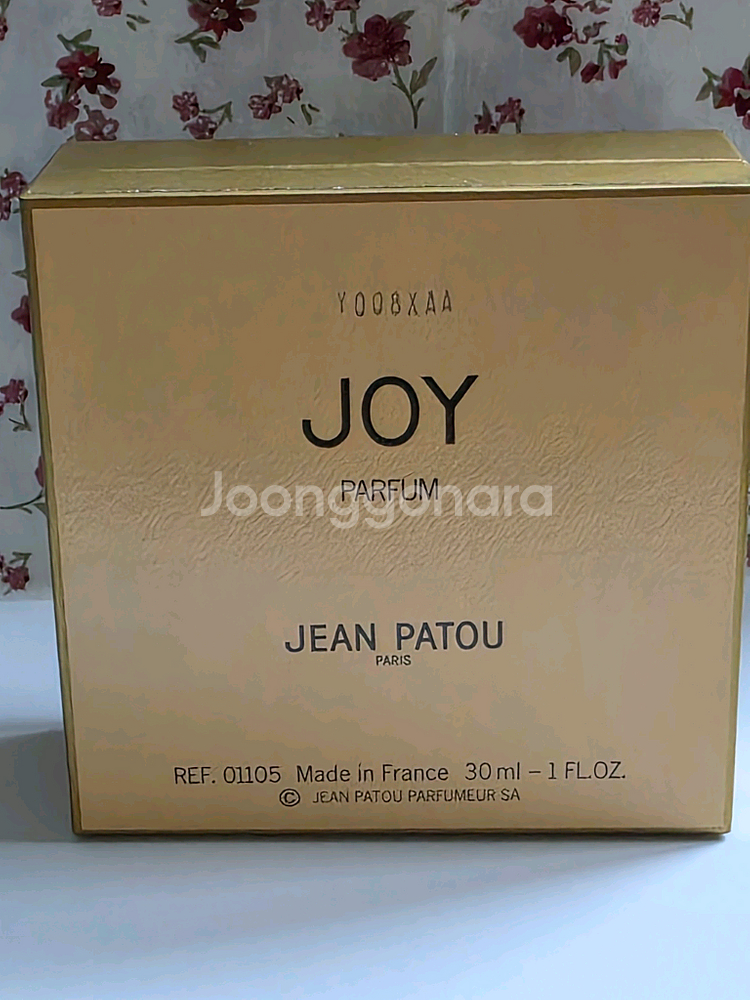 YOO8XAA
JOY
PARFUM
Joonggonara
JEAN PATOU
PARIS
REF. 01105 Made in France 30 ml – 1 FL.OZ.
© JEAN PATOU PARFUMEUR SA